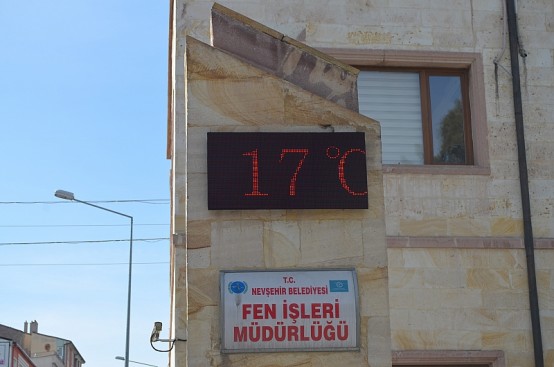 17°C
T.C.
NEVŞEHİR BELEDİYESİ
FEN İŞLERİ
MÜDÜRLÜĞÜ